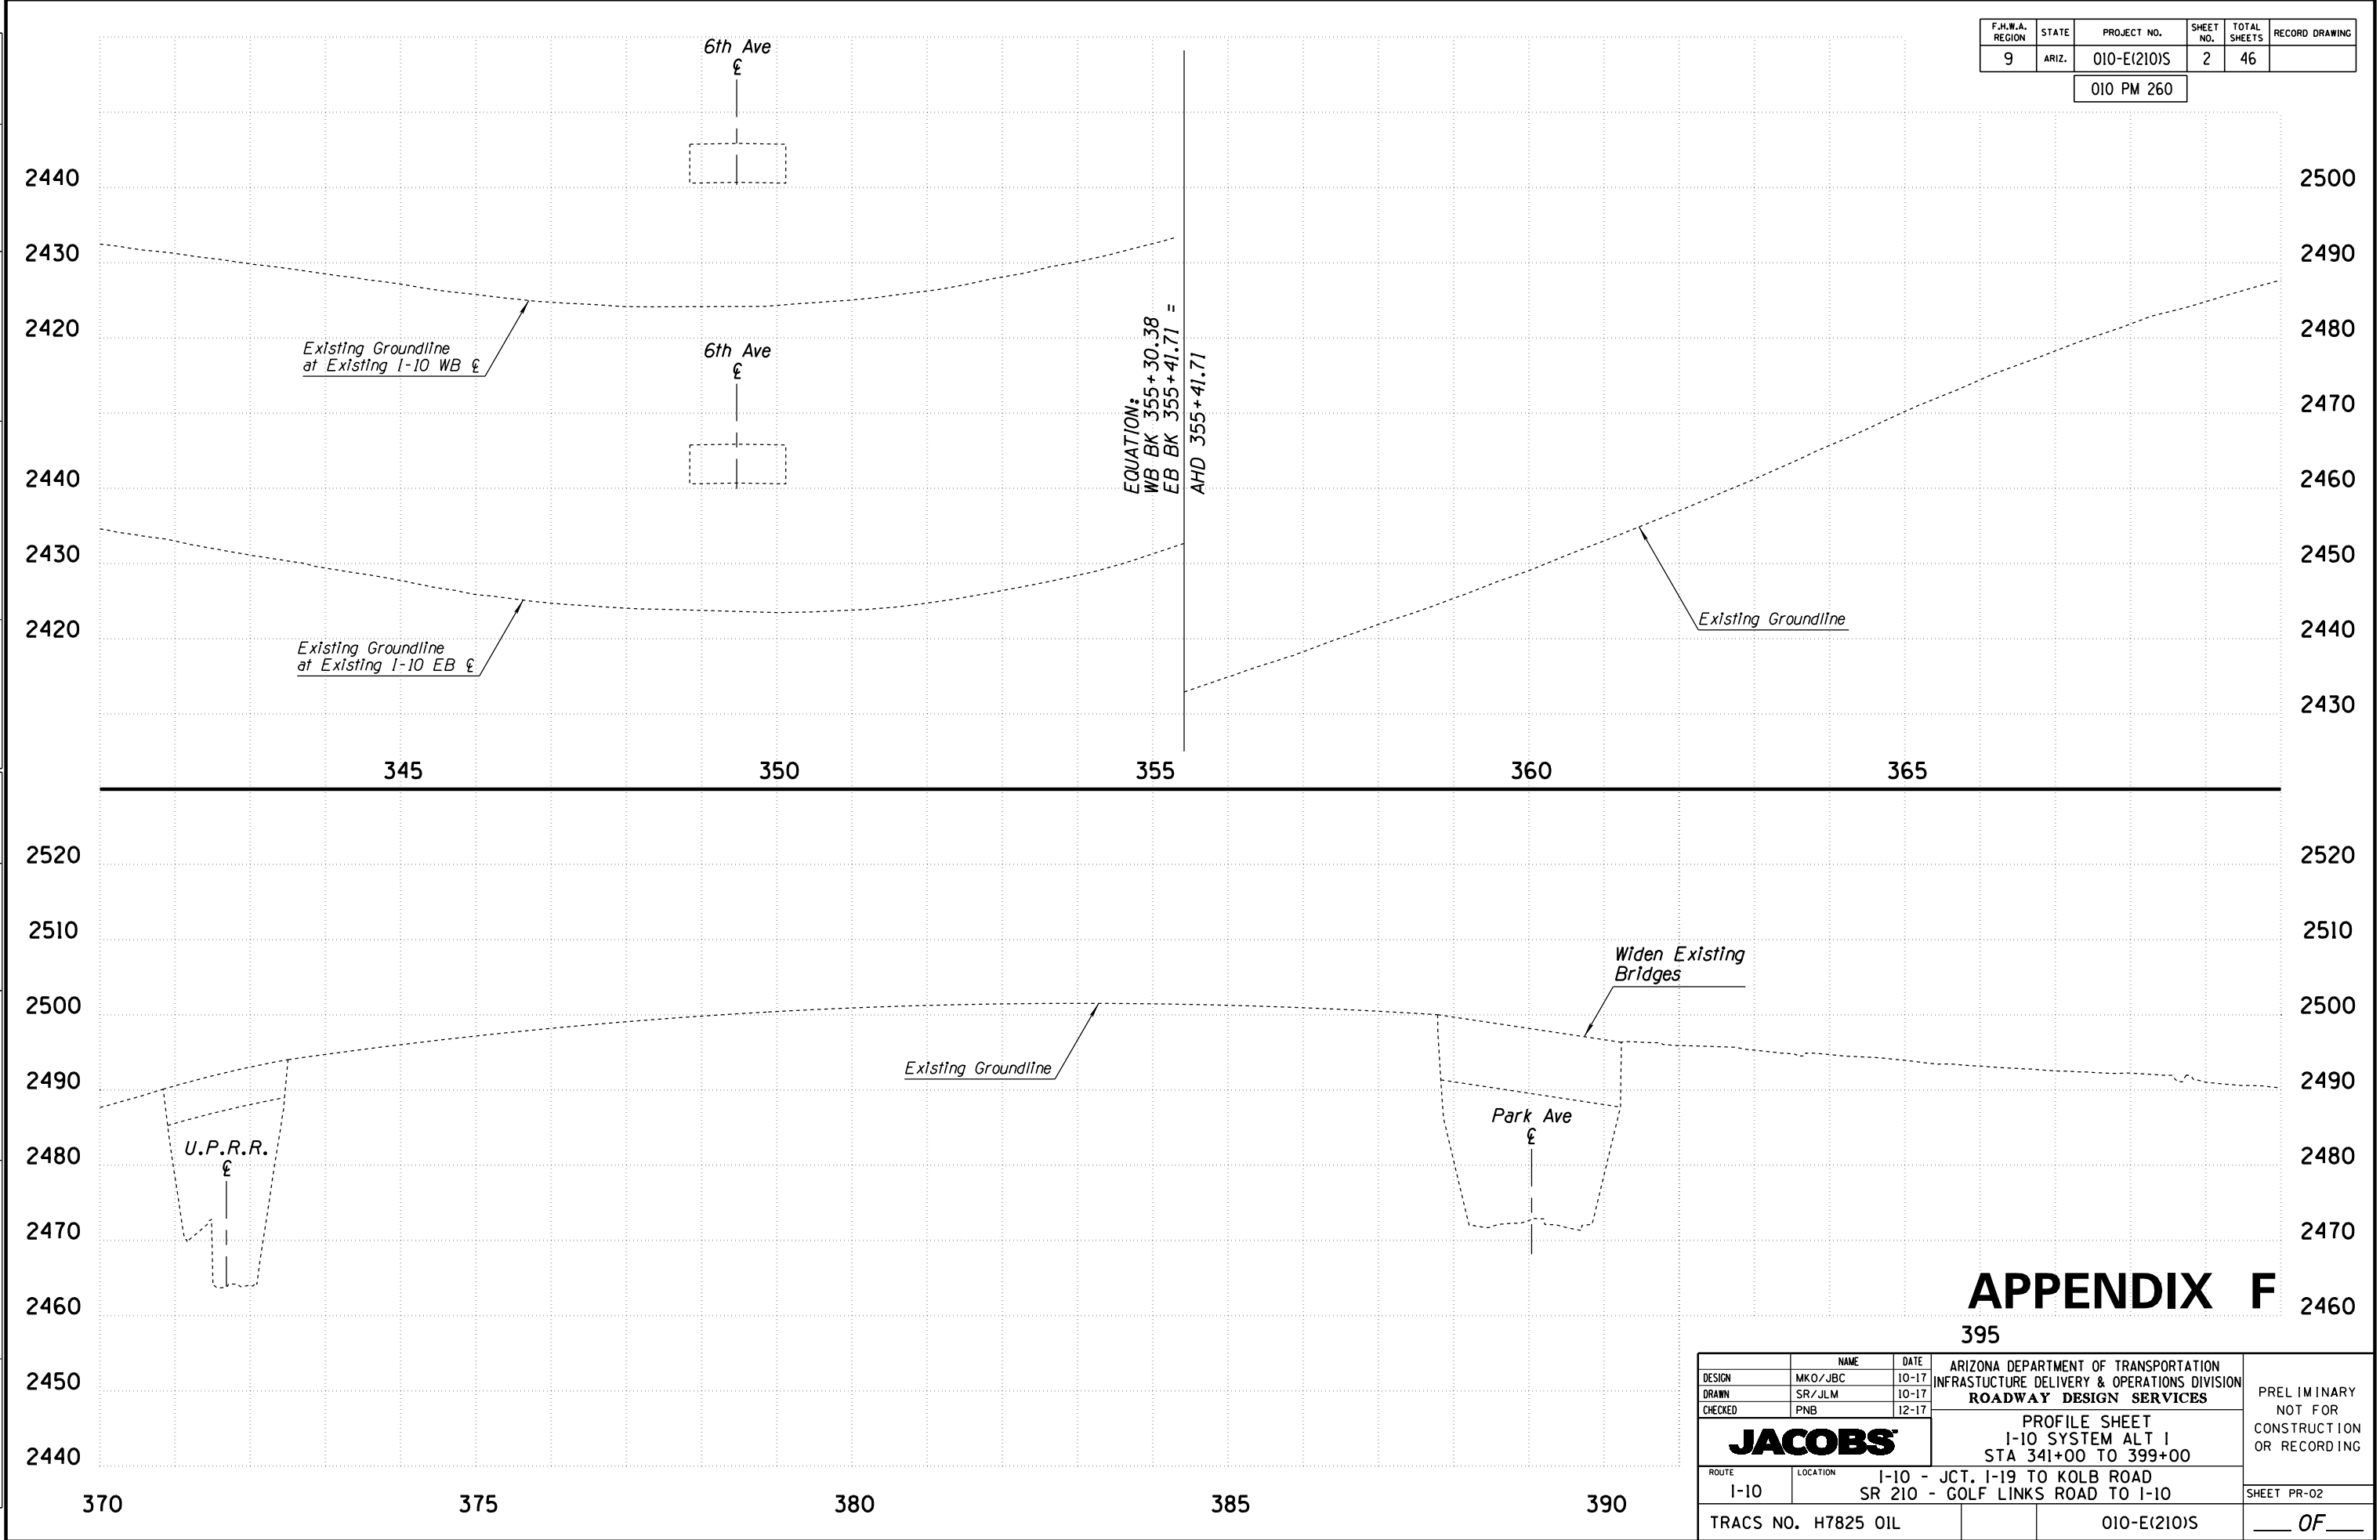 F.H.W.A. REGION STATE PROJECT NO. SHEET NO. TOTAL SHEETS RECORD DRAWING
9 ARIZ. 010-E(210)S 2 46
010 PM 260
6th Ave
℄
2440 2500
2430 2490
2420 2480
Existing Groundline
at Existing I-10 WB ℄
6th Ave
℄
2470
EQUATION:
WB BK 355+30.38
EB BK 355+41.71 =
AHD 355+41.71
2440 2460
2430 2450
2420 2440
Existing Groundline
at Existing I-10 EB ℄
Existing Groundline
2430
345 350 355 360 365
2520 2520
2510 2510
Widen Existing
Bridges
2500 2500
Existing Groundline
2490 2490
Park Ave
℄
U.P.R.R.
℄
2480 2480
2470 2470
APPENDIX F
2460 2460
395
2450
2440
370 375 380 385 390
NAME DATE
DESIGN MKO/JBC 10-17
DRAWN SR/JLM 10-17
CHECKED PNB 12-17
ARIZONA DEPARTMENT OF TRANSPORTATION
INFRASTUCTURE DELIVERY & OPERATIONS DIVISION
ROADWAY DESIGN SERVICES
PRELIMINARY
NOT FOR
CONSTRUCTION
OR RECORDING
JACOBS
PROFILE SHEET
I-10 SYSTEM ALT I
STA 341+00 TO 399+00
ROUTE
I-10
LOCATION
I-10 - JCT. I-19 TO KOLB ROAD
SR 210 - GOLF LINKS ROAD TO I-10
SHEET PR-02
TRACS NO. H7825 01L 010-E(210)S
____ OF ____